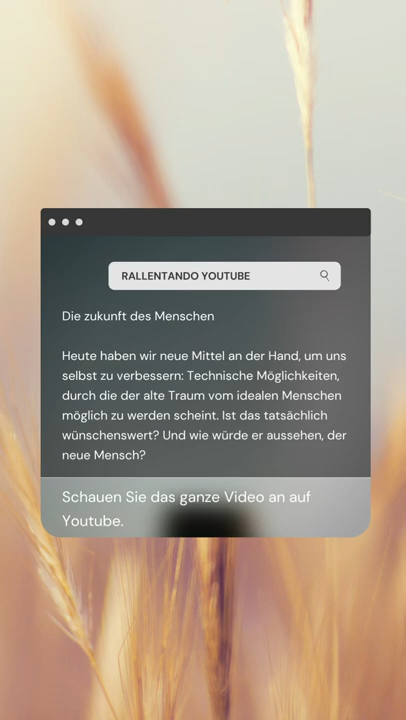 RALLENTANDO YOUTUBE
Die zukunft des Menschen
Heute haben wir neue Mittel an der Hand, um uns
selbst zu verbessern: Technische Möglichkeiten,
durch die der alte Traum vom idealen Menschen
möglich zu werden scheint. Ist das tatsächlich
wünschenswert? Und wie würde er aussehen, der
neue Mensch?
Schauen Sie das ganze Video an auf
Youtube.